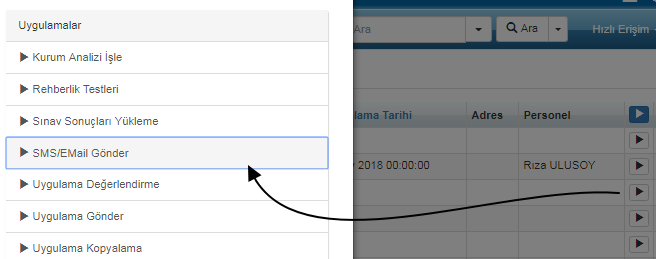 Uygulamalar
Kurum Analizi İşle
Rehberlik Testleri
Sınav Sonuçları Yükleme
SMS/EMail Gönder
Uygulama Değerlendirme
Uygulama Gönder
Uygulama Kopyalama
Ara
Ara
Hızlı Erişim
lama Tarihi
Adres
Personel
2018 00:00:00
Rıza ULUSOY